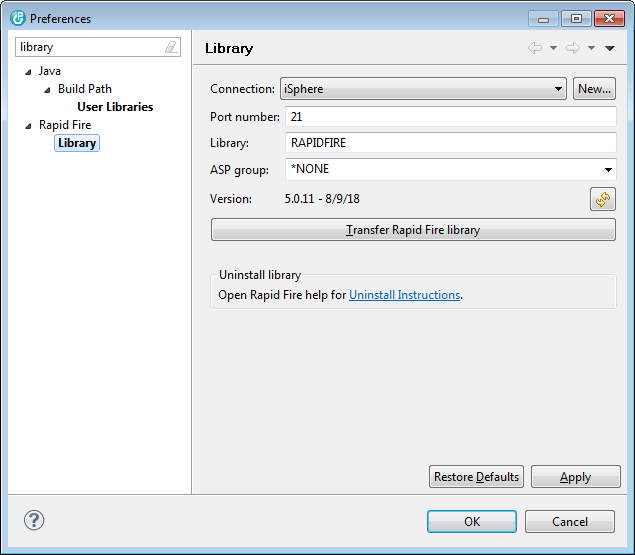 Preferences
library
Library
Java
Build Path
User Libraries
Rapid Fire
Library
Connection: iSphere New...
Port number: 21
Library: RAPIDFIRE
ASP group: *NONE
Version: 5.0.11 - 8/9/18
Transfer Rapid Fire library
Uninstall library
Open Rapid Fire help for Uninstall Instructions.
Restore Defaults Apply
OK Cancel